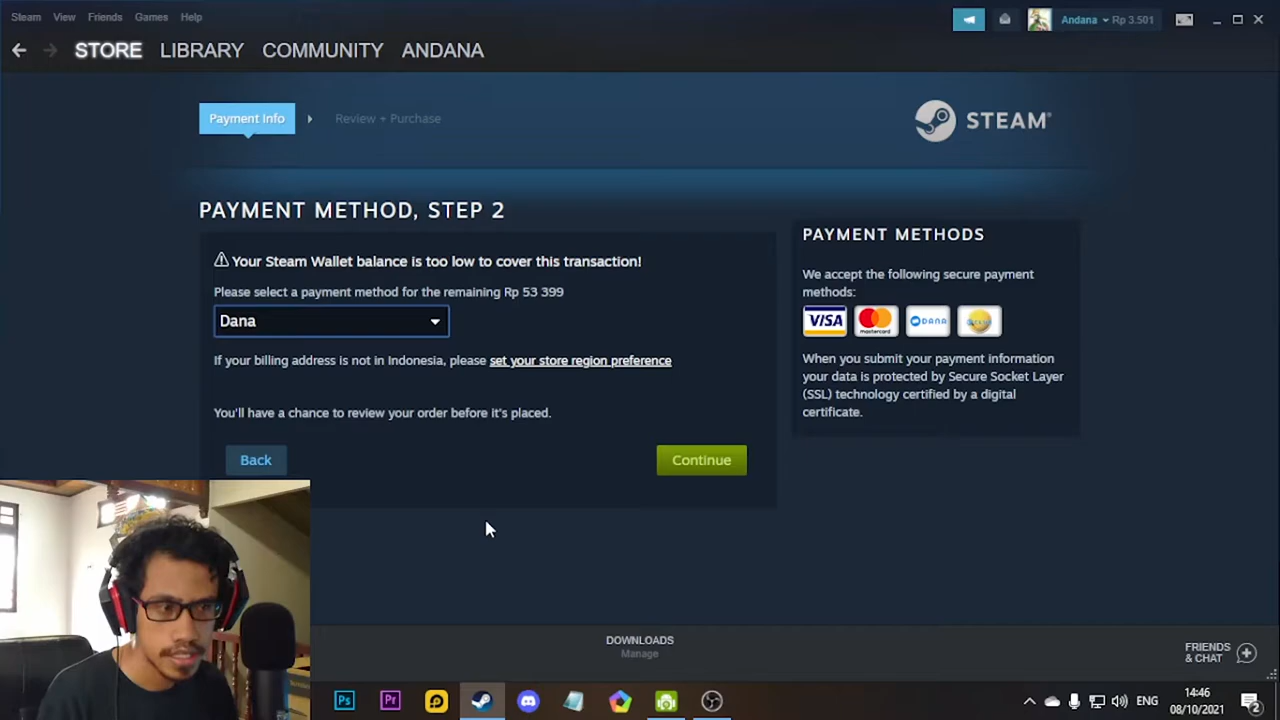 Steam View Friends Games Help
Andana Rp 3.501
STORE LIBRARY COMMUNITY ANDANA
Payment Info Review + Purchase
STEAM®
PAYMENT METHOD, STEP 2
Your Steam Wallet balance is too low to cover this transaction!
Please select a payment method for the remaining Rp 53 399
Dana
If your billing address is not in Indonesia, please set your store region preference
You'll have a chance to review your order before it's placed.
Back Continue
PAYMENT METHODS
We accept the following secure payment
methods:
VISA mastercard DANA
When you submit your payment information
your data is protected by Secure Socket Layer
(SSL) technology certified by a digital
certificate.
DOWNLOADS
Manage
FRIENDS
& CHAT
Ps Pr
ENG
14:46
08/10/2021
2